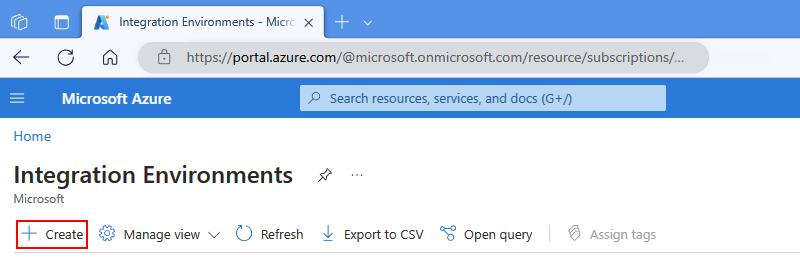 Integration Environments - Micro
https://portal.azure.com/@microsoft.onmicrosoft.com/resource/subscriptions/...
Microsoft Azure
Search resources, services, and docs (G+/)
Home
Integration Environments
Microsoft
Create Manage view Refresh Export to CSV Open query Assign tags